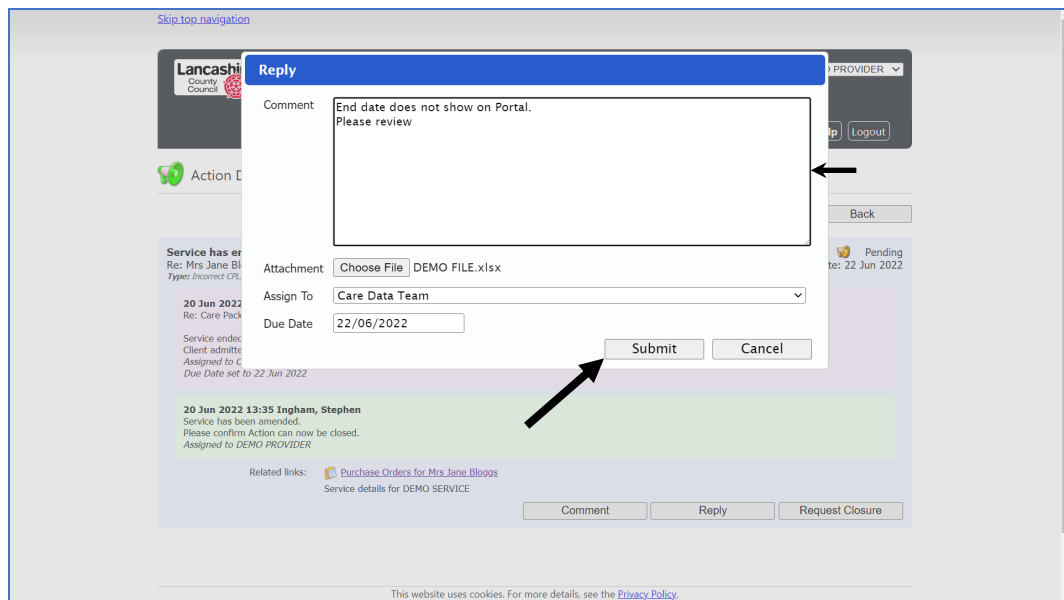 Skip top navigation
Lancashi
County
Council
PROVIDER
Logout
Reply
Comment
End date does not show on Portal.
Please review
Action D
Back
Attachment
Choose File DEMO FILE.xlsx
Assign To
Care Data Team
Due Date
22/06/2022
Submit
Cancel
Service has er
Re: Mrs Jane Bl
Type: Incorrect CPL
Pending
te: 22 Jun 2022
20 Jun 2022
Re: Care Pack
Service ended
Client admitte
Assigned to C
Due Date set to 22 Jun 2022
20 Jun 2022 13:35 Ingham, Stephen
Service has been amended.
Please confirm Action can now be closed.
Assigned to DEMO PROVIDER
Related links:
Purchase Orders for Mrs Jane Bloggs
Service details for DEMO SERVICE
Comment
Reply
Request Closure
This website uses cookies. For more details, see the Privacy Policy.